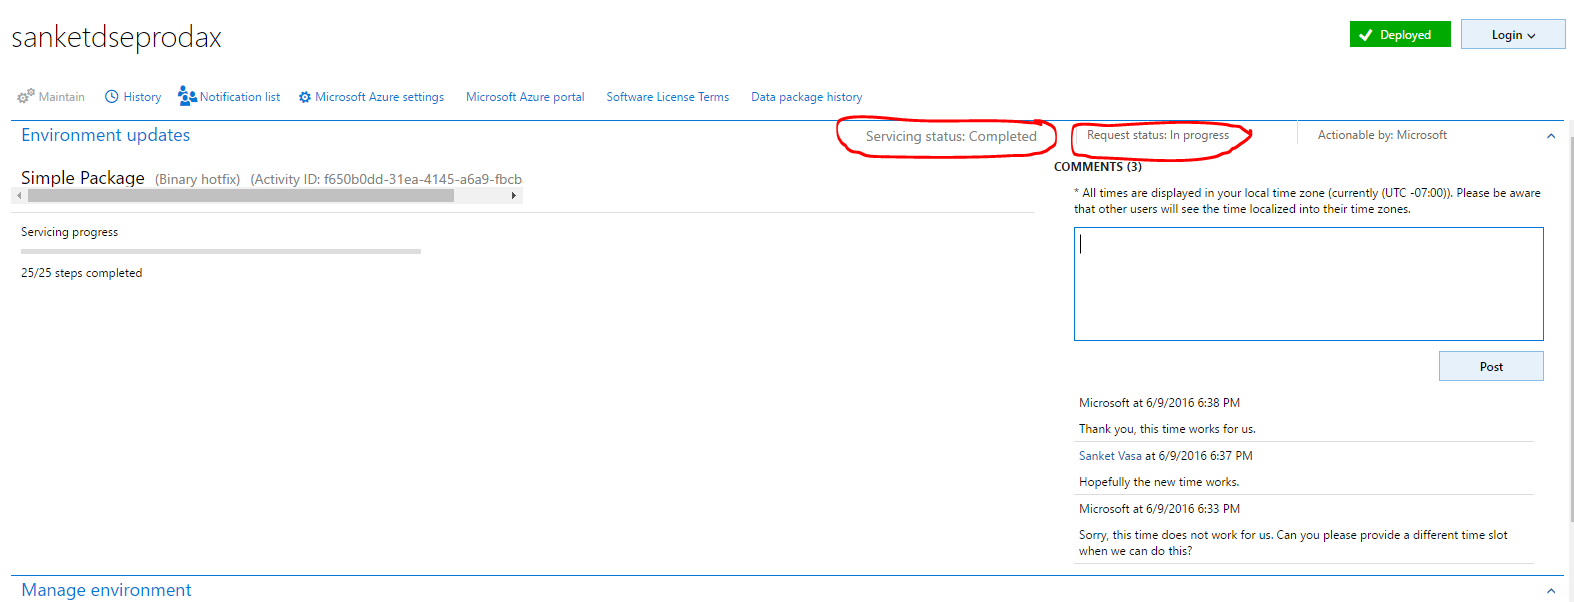 sanketdseprodax
Deployed
Login
Maintain
History
Notification list
Microsoft Azure settings
Microsoft Azure portal
Software License Terms
Data package history
Environment updates
Servicing status: Completed
Request status: In progress
Actionable by: Microsoft
Simple Package (Binary hotfix) (Activity ID: f650b0dd-31ea-4145-a6a9-fbcb
Servicing progress
25/25 steps completed
COMMENTS (3)
* All times are displayed in your local time zone (currently (UTC -07:00)). Please be aware
that other users will see the time localized into their time zones.
Post
Microsoft at 6/9/2016 6:38 PM
Thank you, this time works for us.
Sanket Vasa at 6/9/2016 6:37 PM
Hopefully the new time works.
Microsoft at 6/9/2016 6:33 PM
Sorry, this time does not work for us. Can you please provide a different time slot
when we can do this?
Manage environment